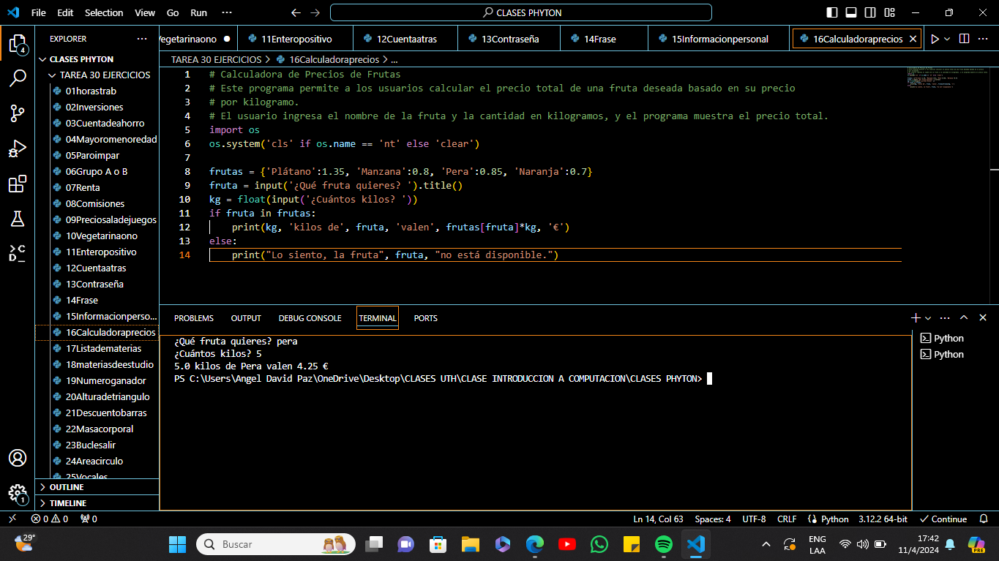 File Edit Selection View Go Run ··· CLASES PHYTON
EXPLORER ···
4
CLASES PHYTON
TAREA 30 EJERCICIOS
01horastrab
02Inversiones
03Cuentadeahorro
04Mayoromenoredad
05Paroimpar
06Grupo A o B
07Renta
08Comisiones
09Preciosaladejuegos
10Vegetarinaono
11Enteropositivo
12Cuentaatras
13Contraseña
14Frase
15Informacionperso...
16Calculadoraprecios
17Listadematerias
18materiasdeestudio
19Numeroganador
20Alturadetriangulo
21Descuentobarras
22Masacorporal
23Buclesalir
24Areacirculo
25Vocales
OUTLINE
TIMELINE
1
Vegetarinaono 11Enteropositivo 12Cuentaatras 13Contraseña 14Frase 15Informacionpersonal 16Calculadoraprecios
TAREA 30 EJERCICIOS > 16Calculadoraprecios > ...
1 # Calculadora de Precios de Frutas
2 # Este programa permite a los usuarios calcular el precio total de una fruta deseada basado en su precio
3 # por kilogramo.
4 # El usuario ingresa el nombre de la fruta y la cantidad en kilogramos, y el programa muestra el precio total.
5 import os
6 os.system('cls' if os.name == 'nt' else 'clear')
7
8 frutas = {'Plátano':1.35, 'Manzana':0.8, 'Pera':0.85, 'Naranja':0.7}
9 fruta = input('¿Qué fruta quieres? ').title()
10 kg = float(input('¿Cuántos kilos? '))
11 if fruta in frutas:
12 print(kg, 'kilos de', fruta, 'valen', frutas[fruta]*kg, '€')
13 else:
14 print("Lo siento, la fruta", fruta, "no está disponible.")
PROBLEMS OUTPUT DEBUG CONSOLE TERMINAL PORTS
¿Qué fruta quieres? pera
¿Cuántos kilos? 5
5.0 kilos de Pera valen 4.25 €
PS C:\Users\Angel David Paz\OneDrive\Desktop\CLASES UTH\CLASE INTRODUCCION A COMPUTACION\CLASES PHYTON>
Python
Python
0 0 0 Ln 14, Col 63 Spaces: 4 UTF-8 CRLF Python 3.12.2 64-bit Continue
29° Buscar ENG LAA 17:42 11/4/2024 PRE